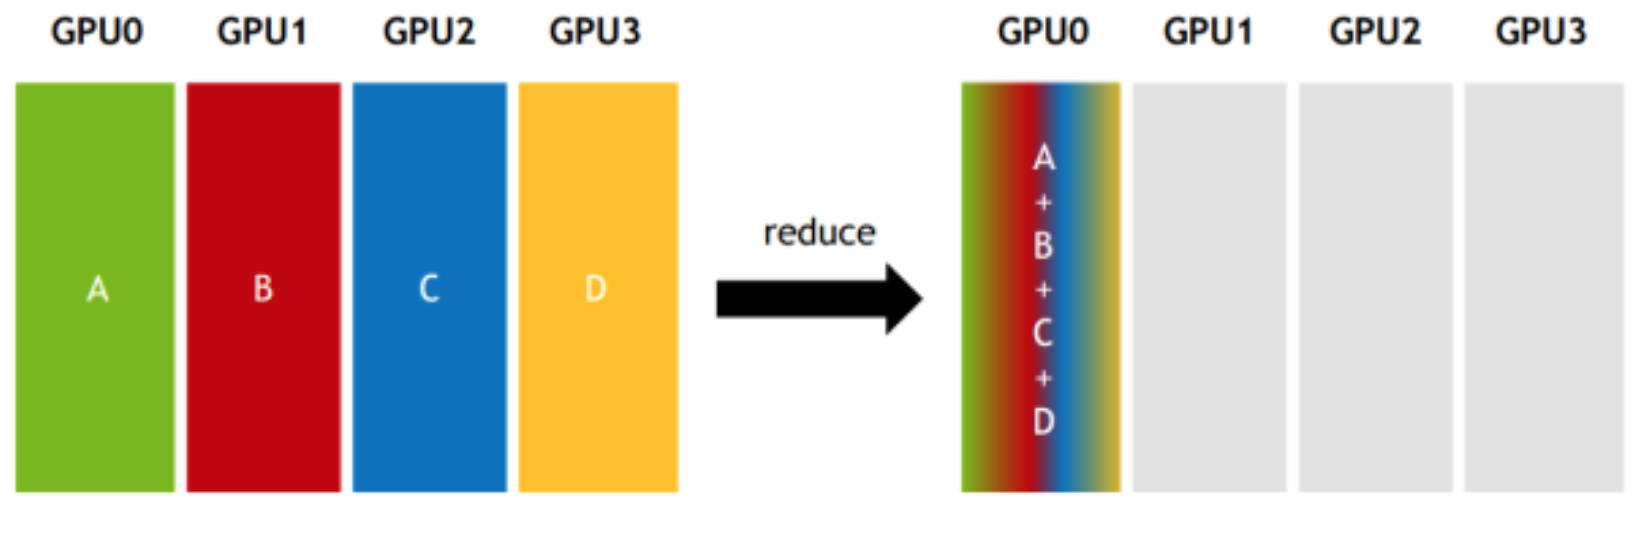 GPU0 GPU1 GPU2 GPU3
A B C D
reduce
GPU0 GPU1 GPU2 GPU3
A
+
B
+
C
+
D